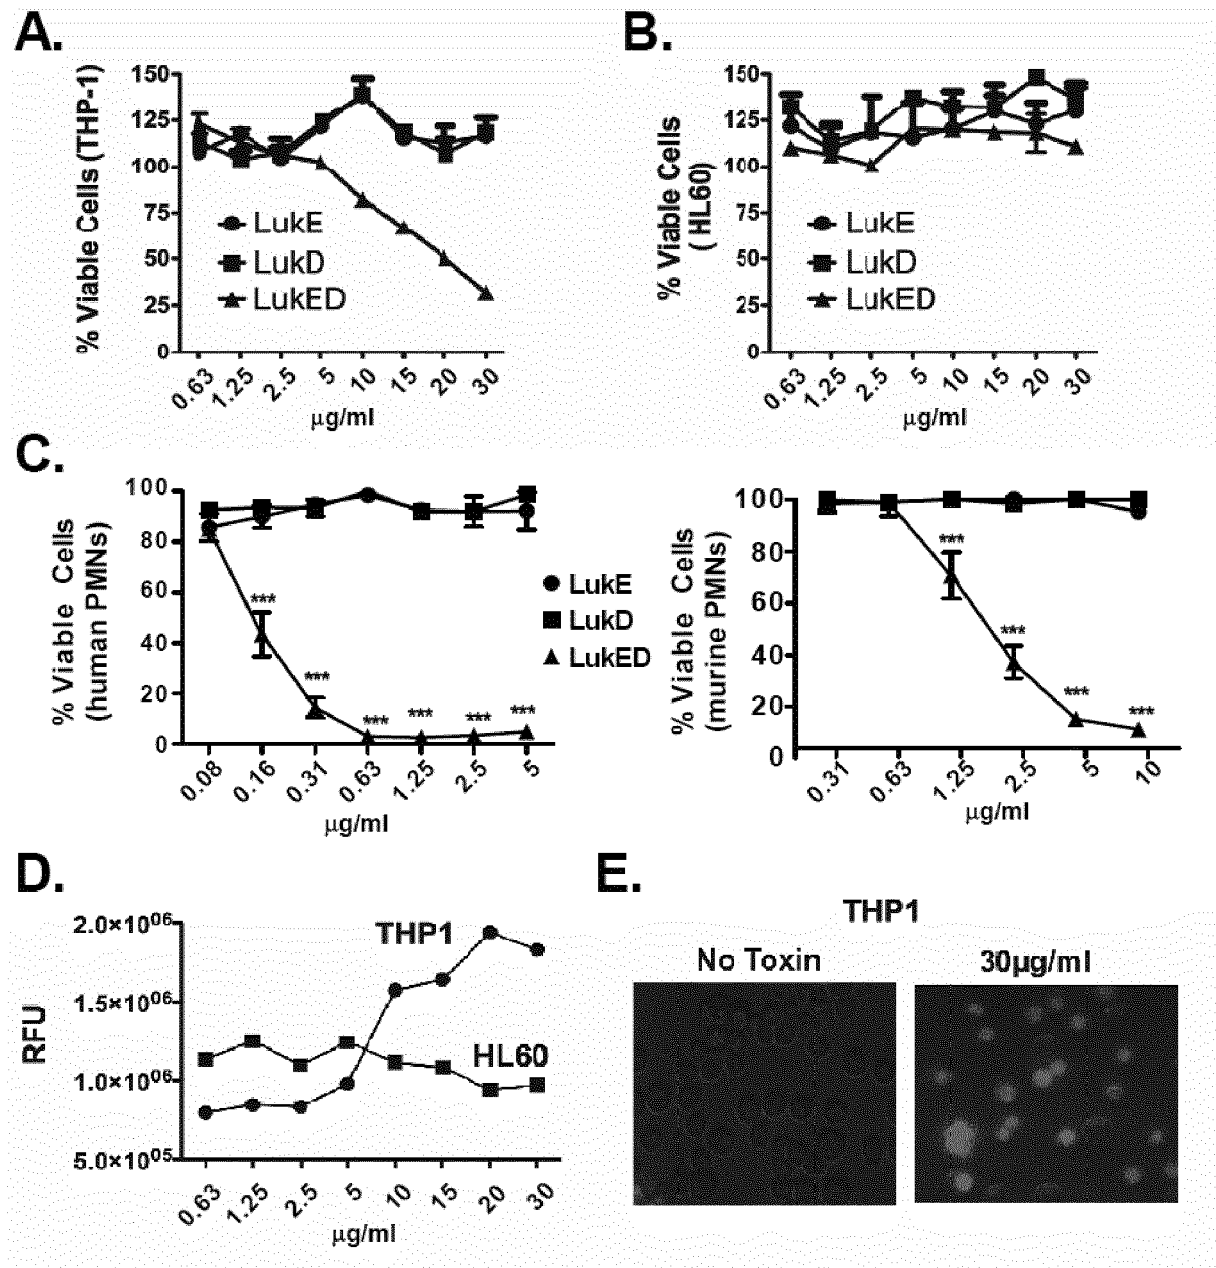 A.
% Viable Cells (THP-1)
150
125
100
75
50
25
0
LukE
LukD
LukED
0.63 1.25 2.5 5 10 15 20 30
µg/ml
B.
% Viable Cells
( HL60)
150
125
100
75
50
25
0
LukE
LukD
LukED
0.63 1.25 2.5 5 10 15 20 30
µg/ml
C.
% Viable Cells
(human PMNs)
100
80
60
40
20
0
***
***
*** *** *** ***
0.08 0.16 0.31 0.63 1.25 2.5 5
µg/ml
LukE
LukD
LukED
% Viable Cells
(murine PMNs)
100
80
60
40
20
0
***
***
***
***
0.31 0.63 1.25 2.5 5 10
µg/ml
D.
RFU
2.0×10⁰⁶
1.5×10⁰⁶
1.0×10⁰⁶
5.0×10⁰⁵
THP1
HL60
0.63 1.25 2.5 5 10 15 20 30
µg/ml
E.
THP1
No Toxin 30µg/ml